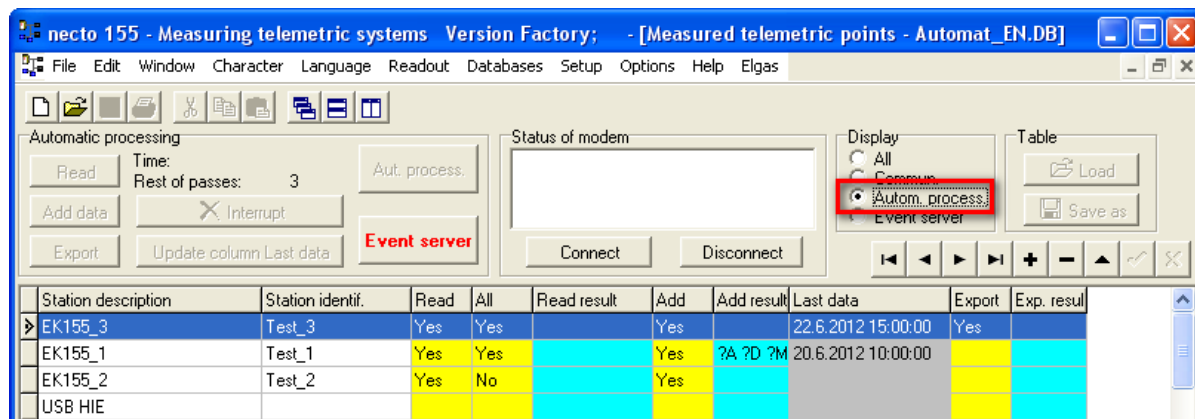 necto 155 - Measuring telemetric systems Version Factory; - [Measured telemetric points - Automat_EN.DB]
File Edit Window Character Language Readout Databases Setup Options Help Elgas
Automatic processing
Read
Time:
Rest of passes: 3
Aut. process.
Add data
Interrupt
Export
Update column Last data
Event server
Status of modem
Connect
Disconnect
Display
All
Commun.
Autom. process.
Event server
Table
Load
Save as
Station description Station identif. Read All Read result Add Add result Last data Export Exp. resul
EK155_3 Test_3 Yes Yes Yes 22.6.2012 15:00:00 Yes
EK155_1 Test_1 Yes Yes Yes ?A ?D ?M 20.6.2012 10:00:00
EK155_2 Test_2 Yes No Yes
USB HIE